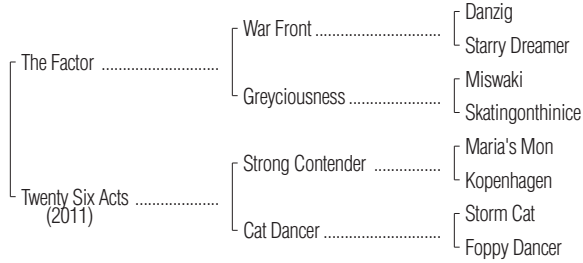 Danzig
War Front
Starry Dreamer
The Factor
Miswaki
Greyciousness
Skatingonthinice
Maria's Mon
Strong Contender
Kopenhagen
Twenty Six Acts
(2011)
Storm Cat
Cat Dancer
Foppy Dancer